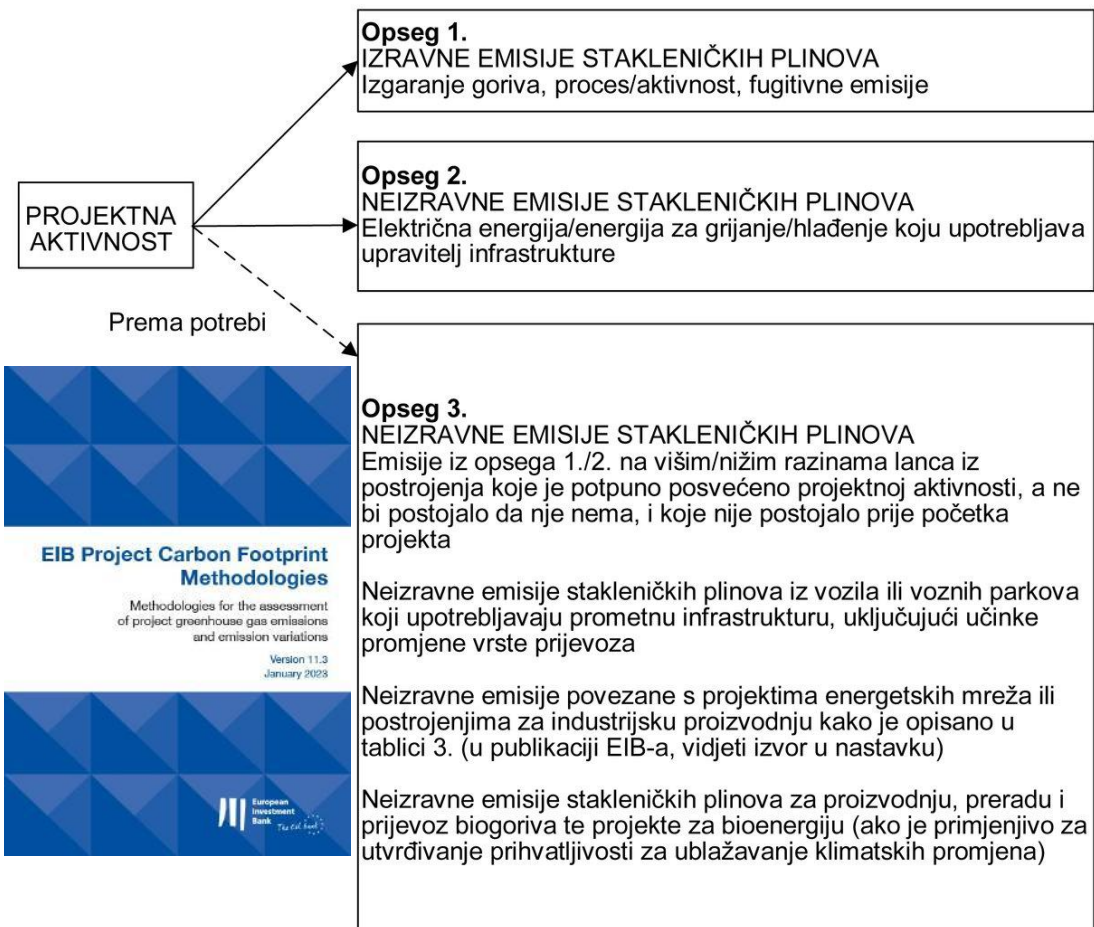 Opseg 1.
IZRAVNE EMISIJE STAKLENIČKIH PLINOVA
Izgaranje goriva, proces/aktivnost, fugitivne emisije
Opseg 2.
NEIZRAVNE EMISIJE STAKLENIČKIH PLINOVA
Električna energija/energija za grijanje/hlađenje koju upotrebljava
upravitelj infrastrukture
PROJEKTNA
AKTIVNOST
Prema potrebi
Opseg 3.
NEIZRAVNE EMISIJE STAKLENIČKIH PLINOVA
Emisije iz opsega 1./2. na višim/nižim razinama lanca iz
postrojenja koje je potpuno posvećeno projektnoj aktivnosti, a ne
bi postojalo da nje nema, i koje nije postojalo prije početka
projekta
Neizravne emisije stakleničkih plinova iz vozila ili voznih parkova
koji upotrebljavaju prometnu infrastrukturu, uključujući učinke
promjene vrste prijevoza
Neizravne emisije povezane s projektima energetskih mreža ili
postrojenjima za industrijsku proizvodnju kako je opisano u
tablici 3. (u publikaciji EIB-a, vidjeti izvor u nastavku)
Neizravne emisije stakleničkih plinova za proizvodnju, preradu i
prijevoz biogoriva te projekte za bioenergiju (ako je primjenjivo za
utvrđivanje prihvatljivosti za ublažavanje klimatskih promjena)
EIB Project Carbon Footprint
Methodologies
Methodologies for the assessment
of project greenhouse gas emissions
and emission variations
Version 11.3
January 2023
European
Investment
Bank
The EU bank